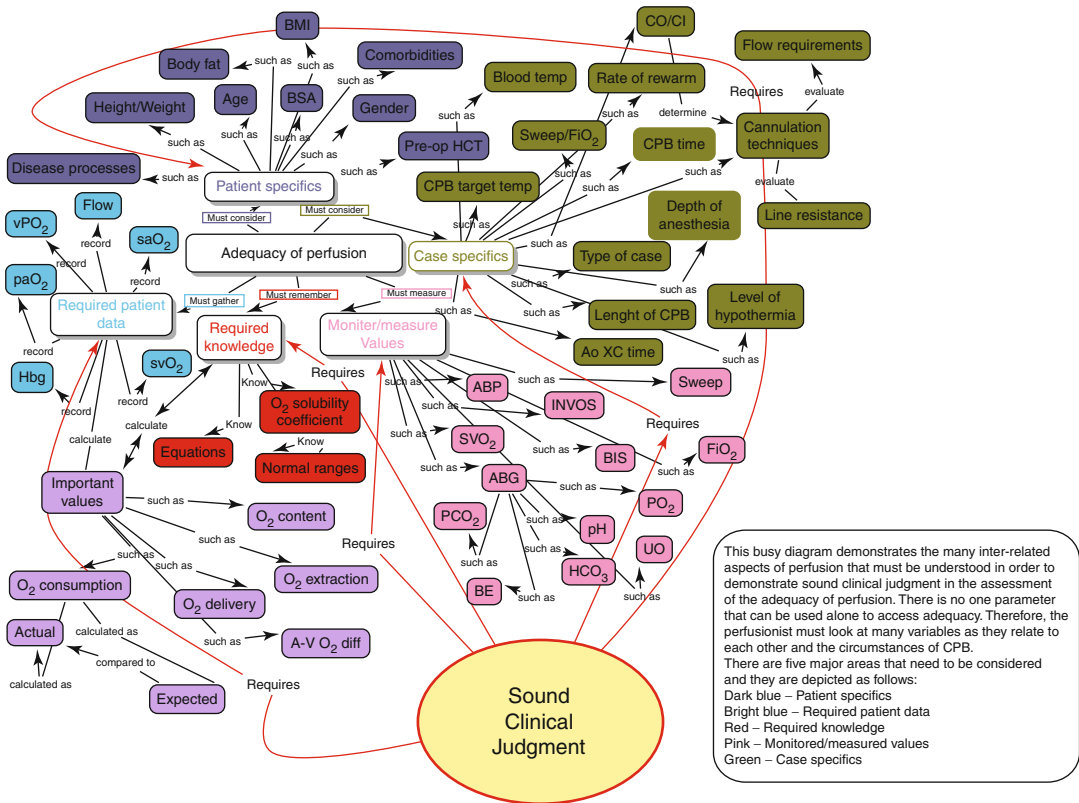 BMI
CO/CI
Body fat
Comorbidities
Flow requirements
such as
such as
such as
Blood temp
Rate of rewarm
Requires
evaluate
Height/Weight
Age
BSA
Gender
such as
such as
such as
such as
such as
such as
determine
Sweep/FiO2
Cannulation
techniques
Pre-op HCT
CPB time
Disease processes
such as
such as
CPB target temp
such as
such as
such as
evaluate
Patient specifics
Line resistance
Flow
vPO2
saO2
Must consider
Must consider
such as
such as
Depth of
anesthesia
record
record
record
Adequacy of perfusion
Case specifics
Type of case
such as
such as
paO2
Required patient
data
record
Must gather
Must remember
Must measure
such as
such as
Lenght of CPB
Level of
hypothermia
Required
knowledge
Moniter/measure
Values
Ao XC time
such as
record
Hbg
svO2
record
record
Requires
Know
such as
such as
ABP
Sweep
O2 solubility
coefficient
such as
INVOS
calculate
calculate
Know
Equations
Know
Normal ranges
such as
SVO2
such as
BIS
Requires
such as
FiO2
Important
values
such as
such as
ABG
such as
PO2
O2 content
such as
PCO2
such as
pH
Requires
UO
such as
O2 consumption
such as
O2 extraction
such as
such as
HCO3
such as
BE
such as
such as
O2 delivery
Actual
calculated as
such as
A-V O2 diff
compared to
calculated as
Expected
Requires
Sound
Clinical
Judgment
This busy diagram demonstrates the many inter-related
aspects of perfusion that must be understood in order to
demonstrate sound clinical judgment in the assessment
of the adequacy of perfusion. There is no one parameter
that can be used alone to access adequacy. Therefore, the
perfusionist must look at many variables as they relate to
each other and the circumstances of CPB.
There are five major areas that need to be considered
and they are depicted as follows:
Dark blue – Patient specifics
Bright blue – Required patient data
Red – Required knowledge
Pink – Monitored/measured values
Green – Case specifics